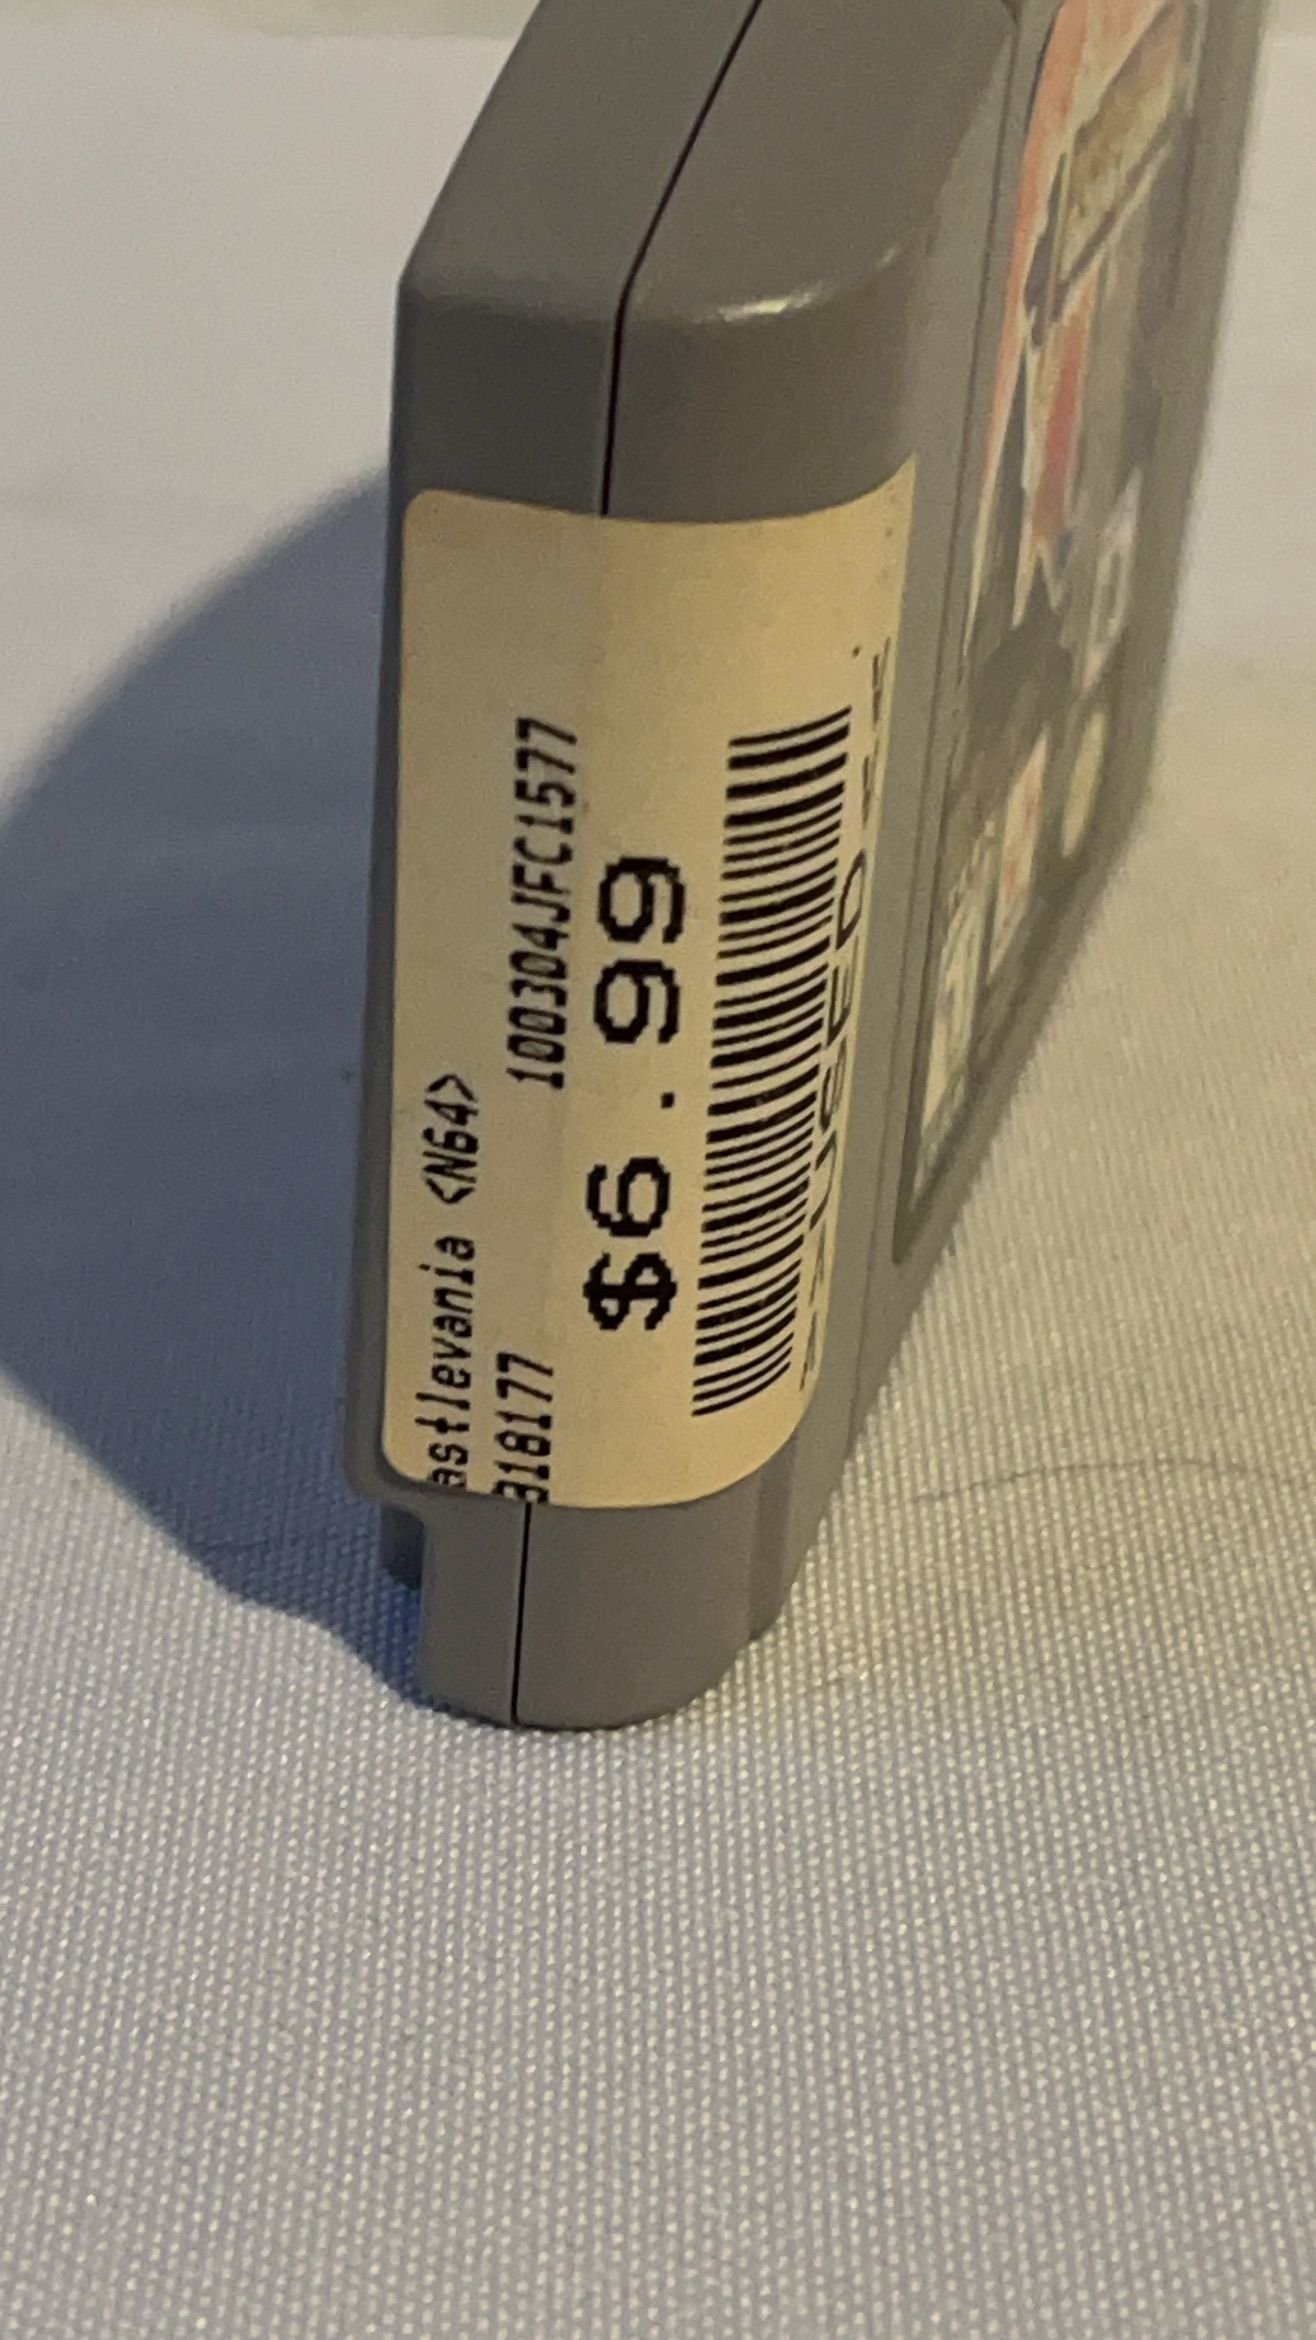 astlevania <N64>
318177 100304JFC1577
$6.99
USED